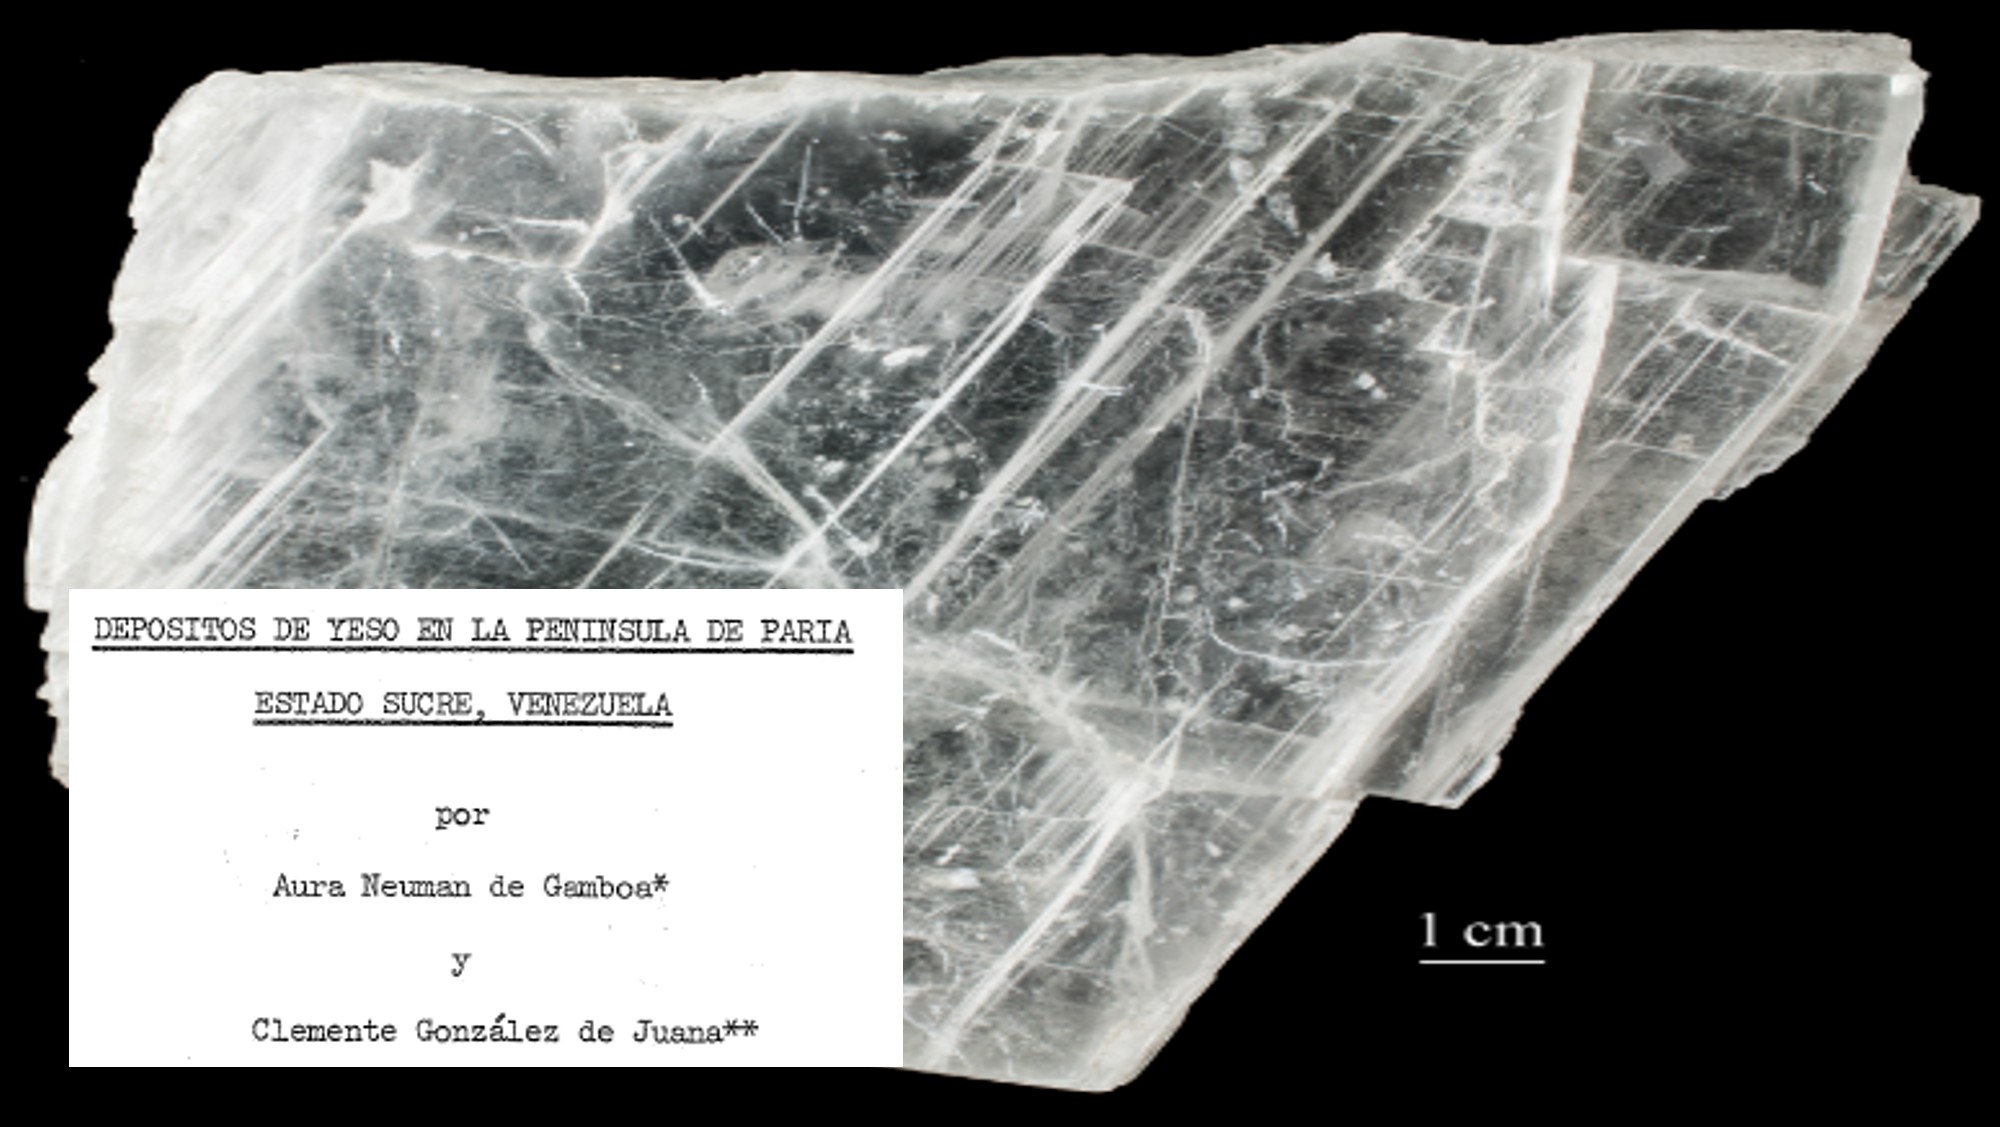 DEPOSITOS DE YESO EN LA PENINSULA DE PARIA
ESTADO SUCRE, VENEZUELA
por
Aura Neuman de Gamboa*
y
Clemente González de Juana**
1 cm